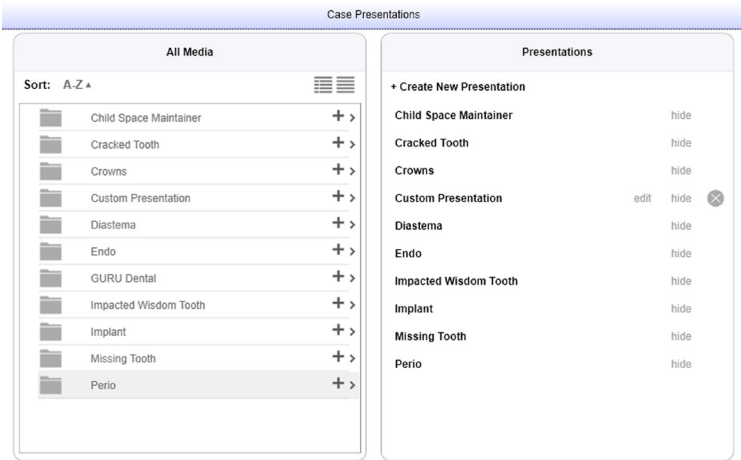 Case Presentations
All Media
Sort: A-Z
Child Space Maintainer
Cracked Tooth
Crowns
Custom Presentation
Diastema
Endo
GURU Dental
Impacted Wisdom Tooth
Implant
Missing Tooth
Perio
Presentations
+ Create New Presentation
Child Space Maintainer hide
Cracked Tooth hide
Crowns hide
Custom Presentation edit hide
Diastema hide
Endo hide
Impacted Wisdom Tooth hide
Implant hide
Missing Tooth hide
Perio hide